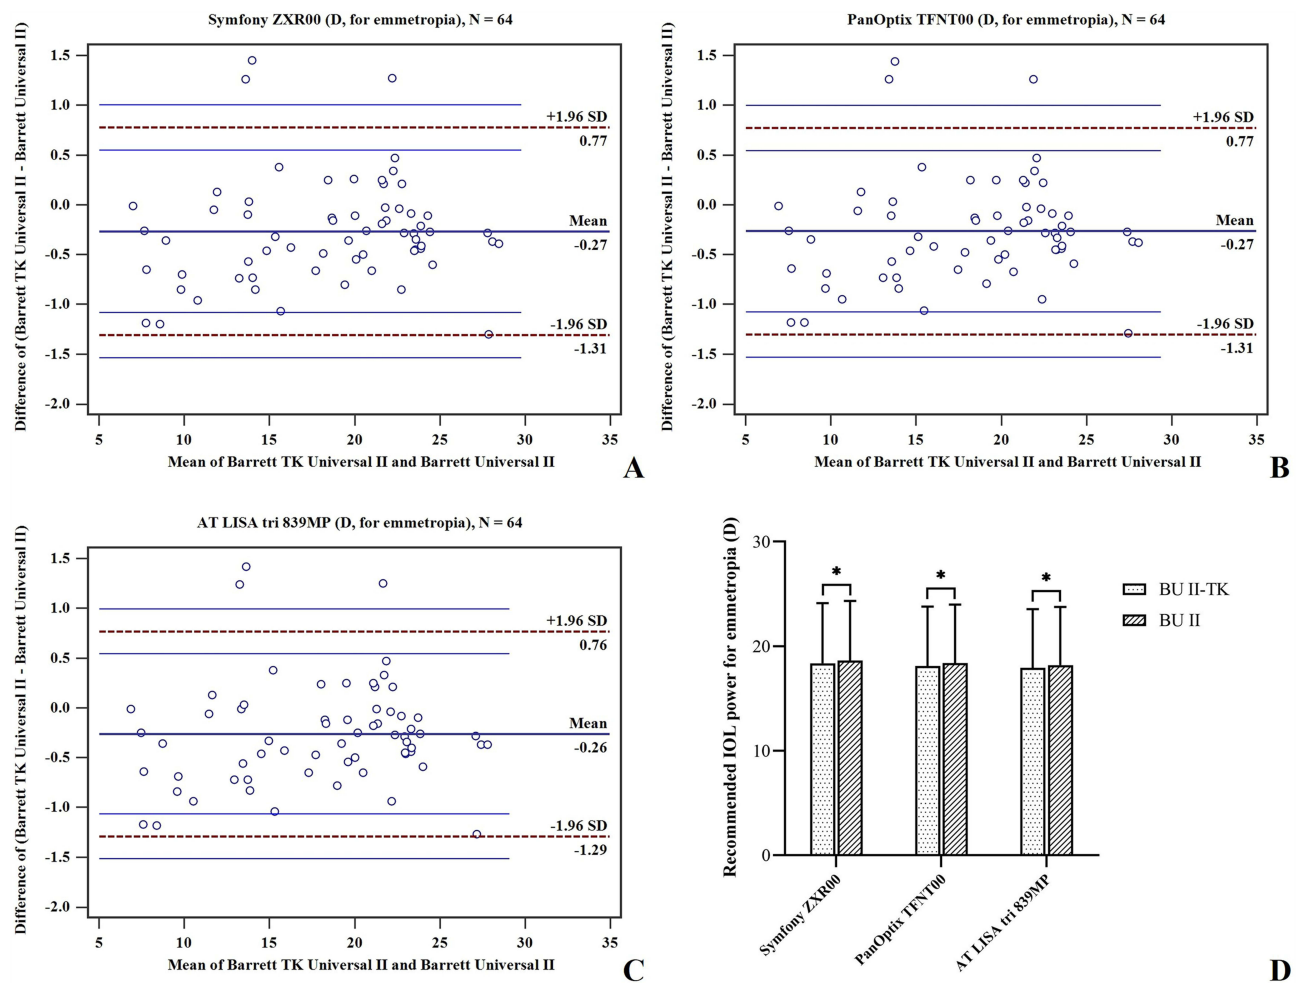 Symfony ZXR00 (D, for emmetropia), N = 64
Difference of (Barrett TK Universal II - Barrett Universal II)
1.5
1.0
0.5
0.0
-0.5
-1.0
-1.5
-2.0
+1.96 SD
0.77
Mean
-0.27
-1.96 SD
-1.31
5 10 15 20 25 30 35
Mean of Barrett TK Universal II and Barrett Universal II
A
PanOptix TFNT00 (D, for emmetropia), N = 64
Difference of (Barrett TK Universal II - Barrett Universal II)
1.5
1.0
0.5
0.0
-0.5
-1.0
-1.5
-2.0
+1.96 SD
0.77
Mean
-0.27
-1.96 SD
-1.31
5 10 15 20 25 30 35
Mean of Barrett TK Universal II and Barrett Universal II
B
AT LISA tri 839MP (D, for emmetropia), N = 64
Difference of (Barrett TK Universal II - Barrett Universal II)
1.5
1.0
0.5
0.0
-0.5
-1.0
-1.5
-2.0
+1.96 SD
0.76
Mean
-0.26
-1.96 SD
-1.29
5 10 15 20 25 30 35
Mean of Barrett TK Universal II and Barrett Universal II
C
Recommended IOL power for emmetropia (D)
30
20
10
0
* * *
BU II-TK
BU II
Symfony ZXR00
PanOptix TFNT00
AT LISA tri 839MP
D